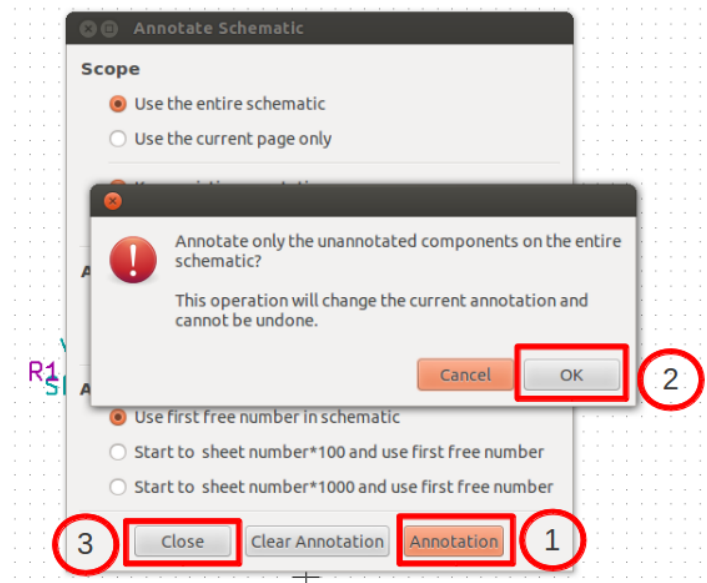 Annotate Schematic
Scope
Use the entire schematic
Use the current page only
Annotate only the unannotated components on the entire
schematic?
This operation will change the current annotation and
cannot be undone.
Cancel
OK
2
R1
A
A
Use first free number in schematic
Start to sheet number*100 and use first free number
Start to sheet number*1000 and use first free number
3
Close
Clear Annotation
Annotation
1